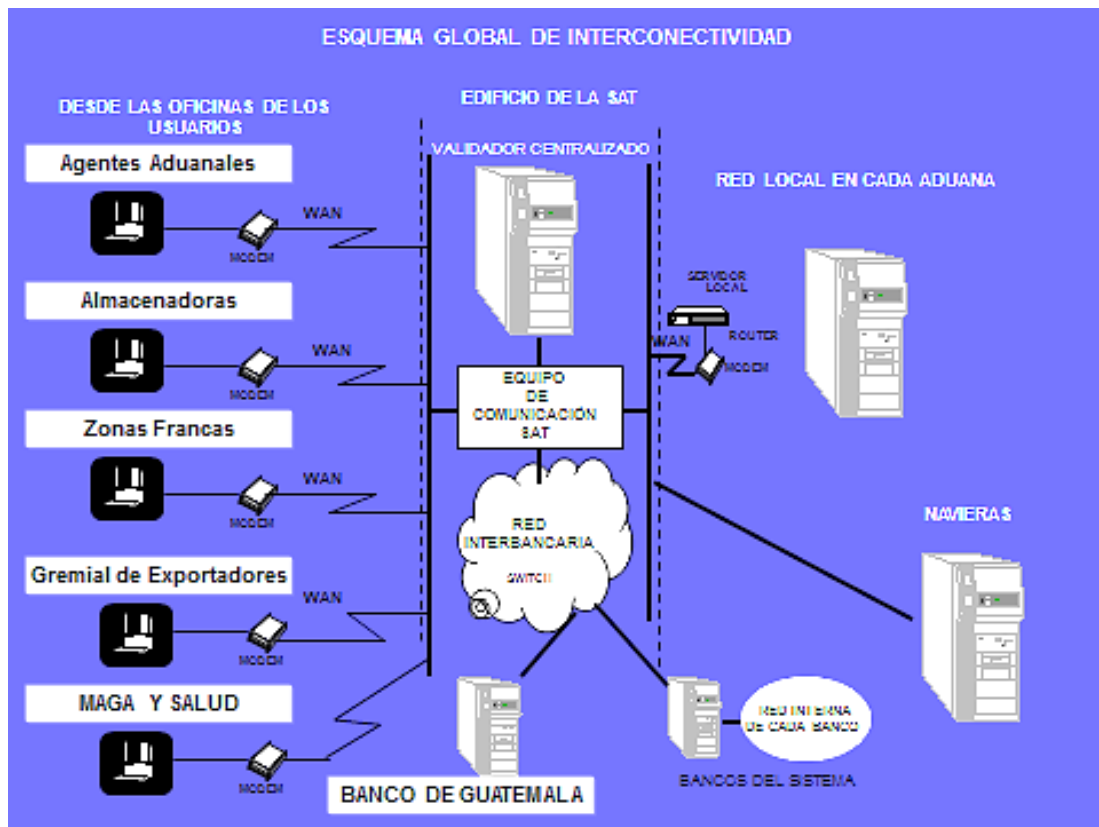 ESQUEMA GLOBAL DE INTERCONECTIVIDAD
DESDE LAS OFICINAS DE LOS
USUARIOS
EDIFICIO DE LA SAT
VALIDADOR CENTRALIZADO
RED LOCAL EN CADA ADUANA
Agentes Aduanales
WAN
MODEM
Almacenadoras
WAN
MODEM
Zonas Francas
WAN
MODEM
Gremial de Exportadores
WAN
MODEM
MAGA Y SALUD
MODEM
EQUIPO
DE
COMUNICACIÓN
SAT
RED
INTERBANCARIA
SWITCH
BANCO DE GUATEMALA
SERVIDOR
LOCAL
ROUTER
WAN
MODEM
NAVIERAS
RED INTERNA
DE CADA BANCO
BANCOS DEL SISTEMA